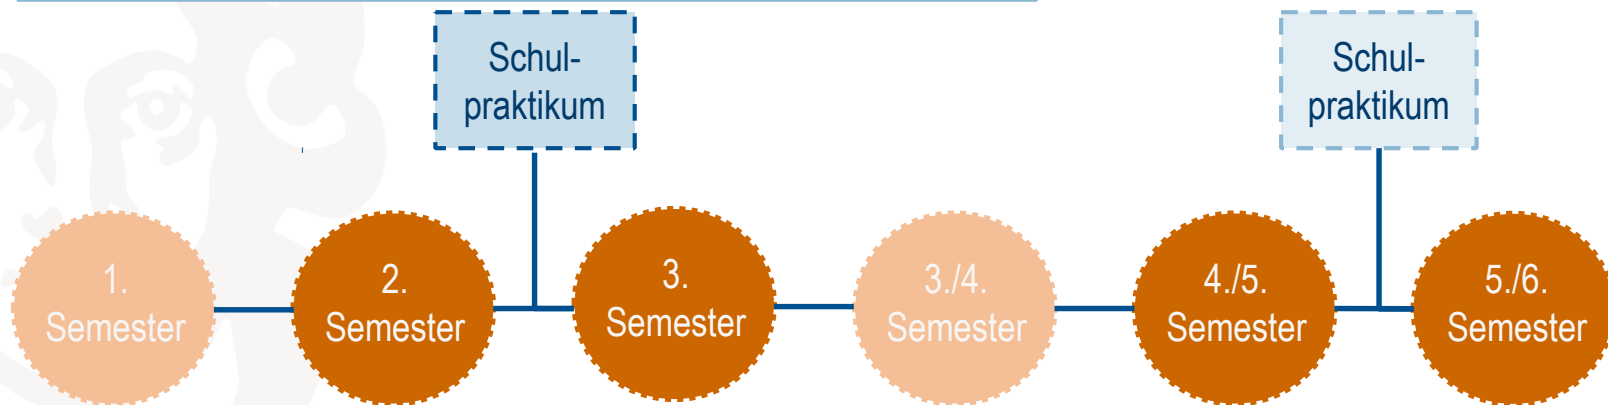 Schul-
praktikum
Schul-
praktikum
1.
Semester
2.
Semester
3.
Semester
3./4.
Semester
4./5.
Semester
5./6.
Semester